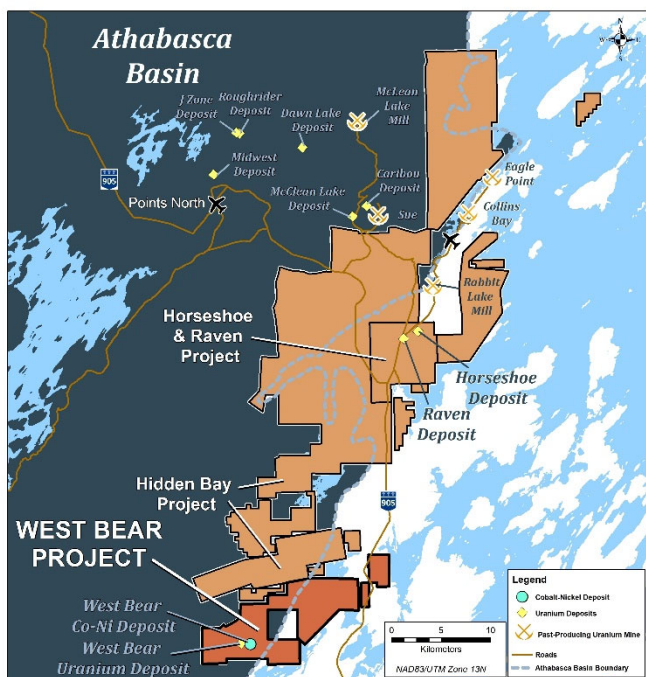 Athabasca
Basin
N
W
E
S
J Zone
Deposit
Roughrider
Deposit
Dawn Lake
Deposit
McLean
Lake
Mill
Midwest
Deposit
905
Points North
McClean Lake
Deposit
Caribou
Deposit
Sue
Eagle
Point
Collins
Bay
Rabbit
Lake
Mill
Horseshoe
& Raven
Project
Horseshoe
Deposit
Raven
Deposit
Hidden Bay
Project
905
WEST BEAR
PROJECT
West Bear
Co-Ni Deposit
West Bear
Uranium Deposit
0 5 10
Kilometers
NAD83/UTM Zone 13N
Legend
Cobalt-Nickel Deposit
Uranium Deposits
Past-Producing Uranium Mine
Roads
Athabasca Basin Boundary